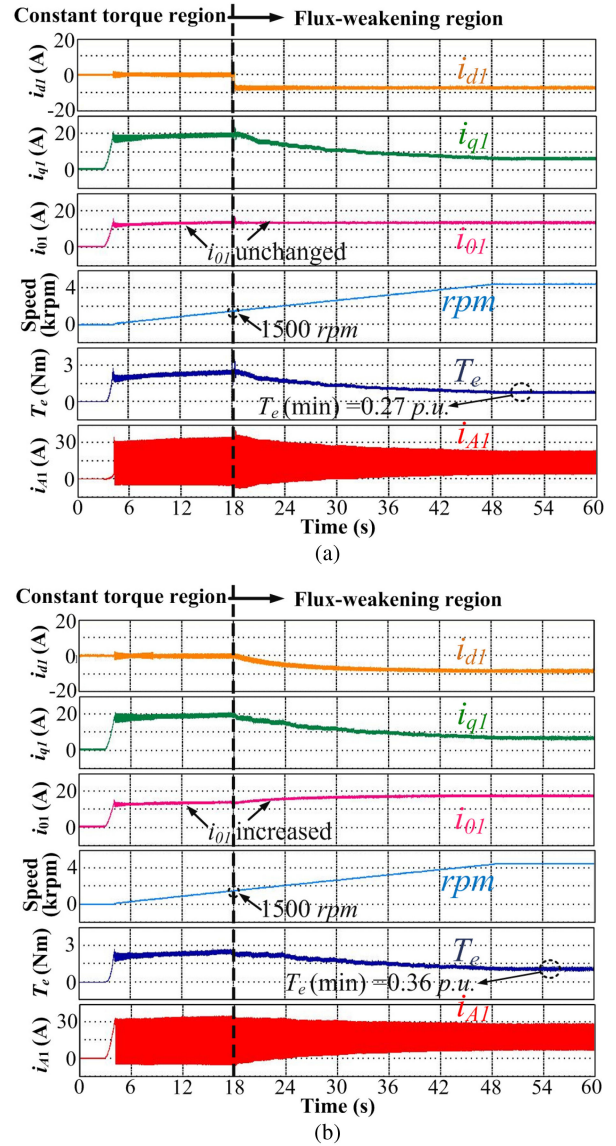 Constant torque region Flux-weakening region
20
0
-20
i_d1 (A)
i_d1
20
0
i_q1 (A)
i_q1
20
0
i_01 (A)
i_01 unchanged
i_01
4
0
Speed (krpm)
1500 rpm
rpm
3
0
T_e (Nm)
T_e
T_e (min) =0.27 p.u.
30
0
i_A1 (A)
i_A1
0 6 12 18 24 30 36 42 48 54 60
Time (s)
(a)
Constant torque region Flux-weakening region
20
0
-20
i_d1 (A)
i_d1
20
0
i_q1 (A)
i_q1
20
0
i_01 (A)
i_01 increased
i_01
4
0
Speed (krpm)
1500 rpm
rpm
3
0
T_e (Nm)
T_e
T_e (min) =0.36 p.u.
30
0
i_A1 (A)
i_A1
0 6 12 18 24 30 36 42 48 54 60
Time (s)
(b)